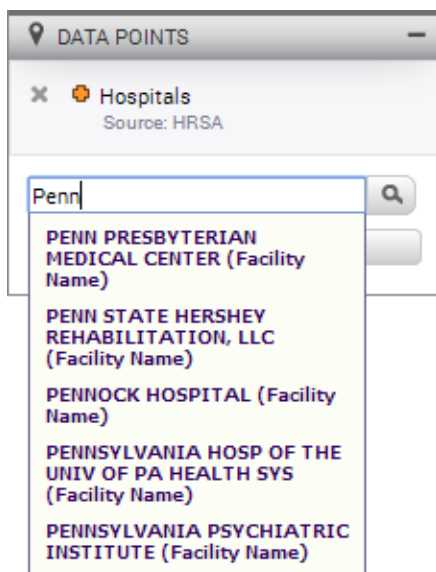 DATA POINTS
Hospitals
Source: HRSA
Penn
PENN PRESBYTERIAN
MEDICAL CENTER (Facility
Name)
PENN STATE HERSHEY
REHABILITATION, LLC
(Facility Name)
PENNOCK HOSPITAL (Facility
Name)
PENNSYLVANIA HOSP OF THE
UNIV OF PA HEALTH SYS
(Facility Name)
PENNSYLVANIA PSYCHIATRIC
INSTITUTE (Facility Name)